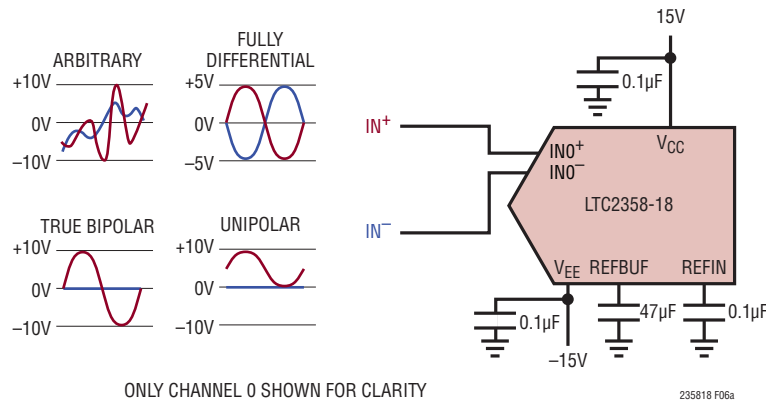 ARBITRARY
+10V
0V
–10V
FULLY
DIFFERENTIAL
+5V
0V
–5V
TRUE BIPOLAR
+10V
0V
–10V
UNIPOLAR
+10V
0V
–10V
IN+
IN–
15V
0.1µF
VCC
IN0+
IN0–
LTC2358-18
VEE
REFBUF
REFIN
0.1µF
47µF
0.1µF
–15V
ONLY CHANNEL 0 SHOWN FOR CLARITY
235818 F06a